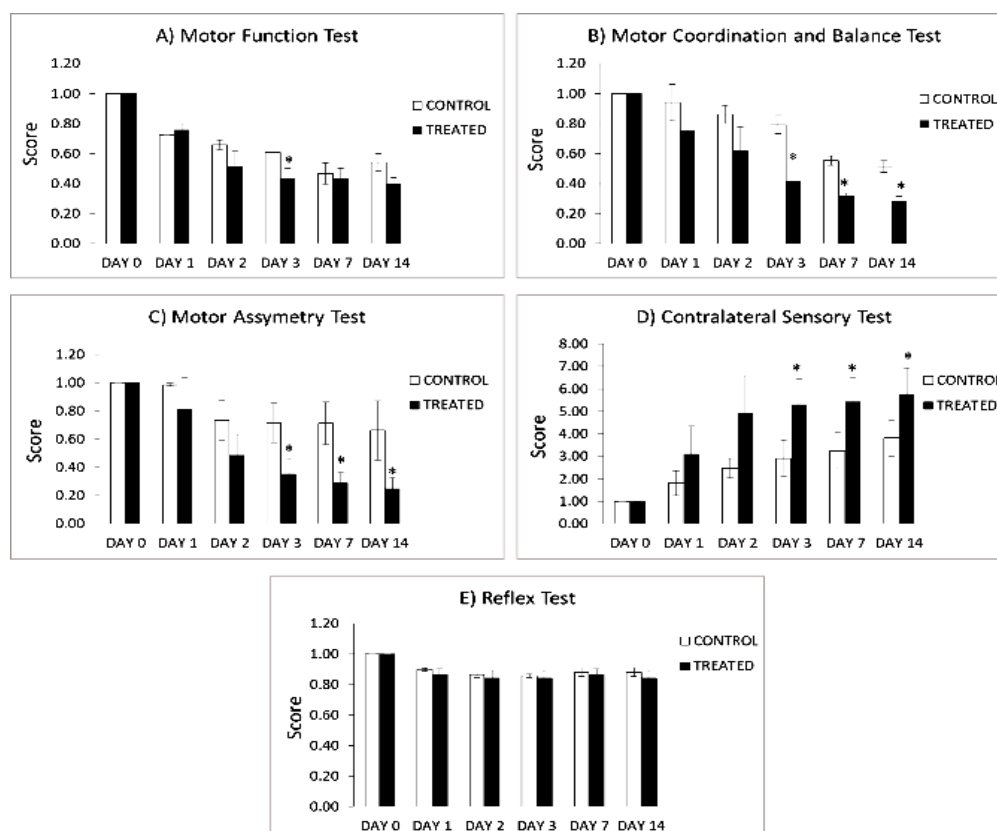 A) Motor Function Test
1.20
1.00
0.80
0.60
0.40
0.20
0.00
Score
CONTROL
TREATED
*
DAY 0 DAY 1 DAY 2 DAY 3 DAY 7 DAY 14
B) Motor Coordination and Balance Test
1.20
1.00
0.80
0.60
0.40
0.20
0.00
Score
CONTROL
TREATED
* * *
DAY 0 DAY 1 DAY 2 DAY 3 DAY 7 DAY 14
C) Motor Assymetry Test
1.20
1.00
0.80
0.60
0.40
0.20
0.00
Score
CONTROL
TREATED
* * *
DAY 0 DAY 1 DAY 2 DAY 3 DAY 7 DAY 14
D) Contralateral Sensory Test
8.00
7.00
6.00
5.00
4.00
3.00
2.00
1.00
0.00
Score
CONTROL
TREATED
* * *
DAY 0 DAY 1 DAY 2 DAY 3 DAY 7 DAY 14
E) Reflex Test
1.20
1.00
0.80
0.60
0.40
0.20
0.00
Score
CONTROL
TREATED
DAY 0 DAY 1 DAY 2 DAY 3 DAY 7 DAY 14